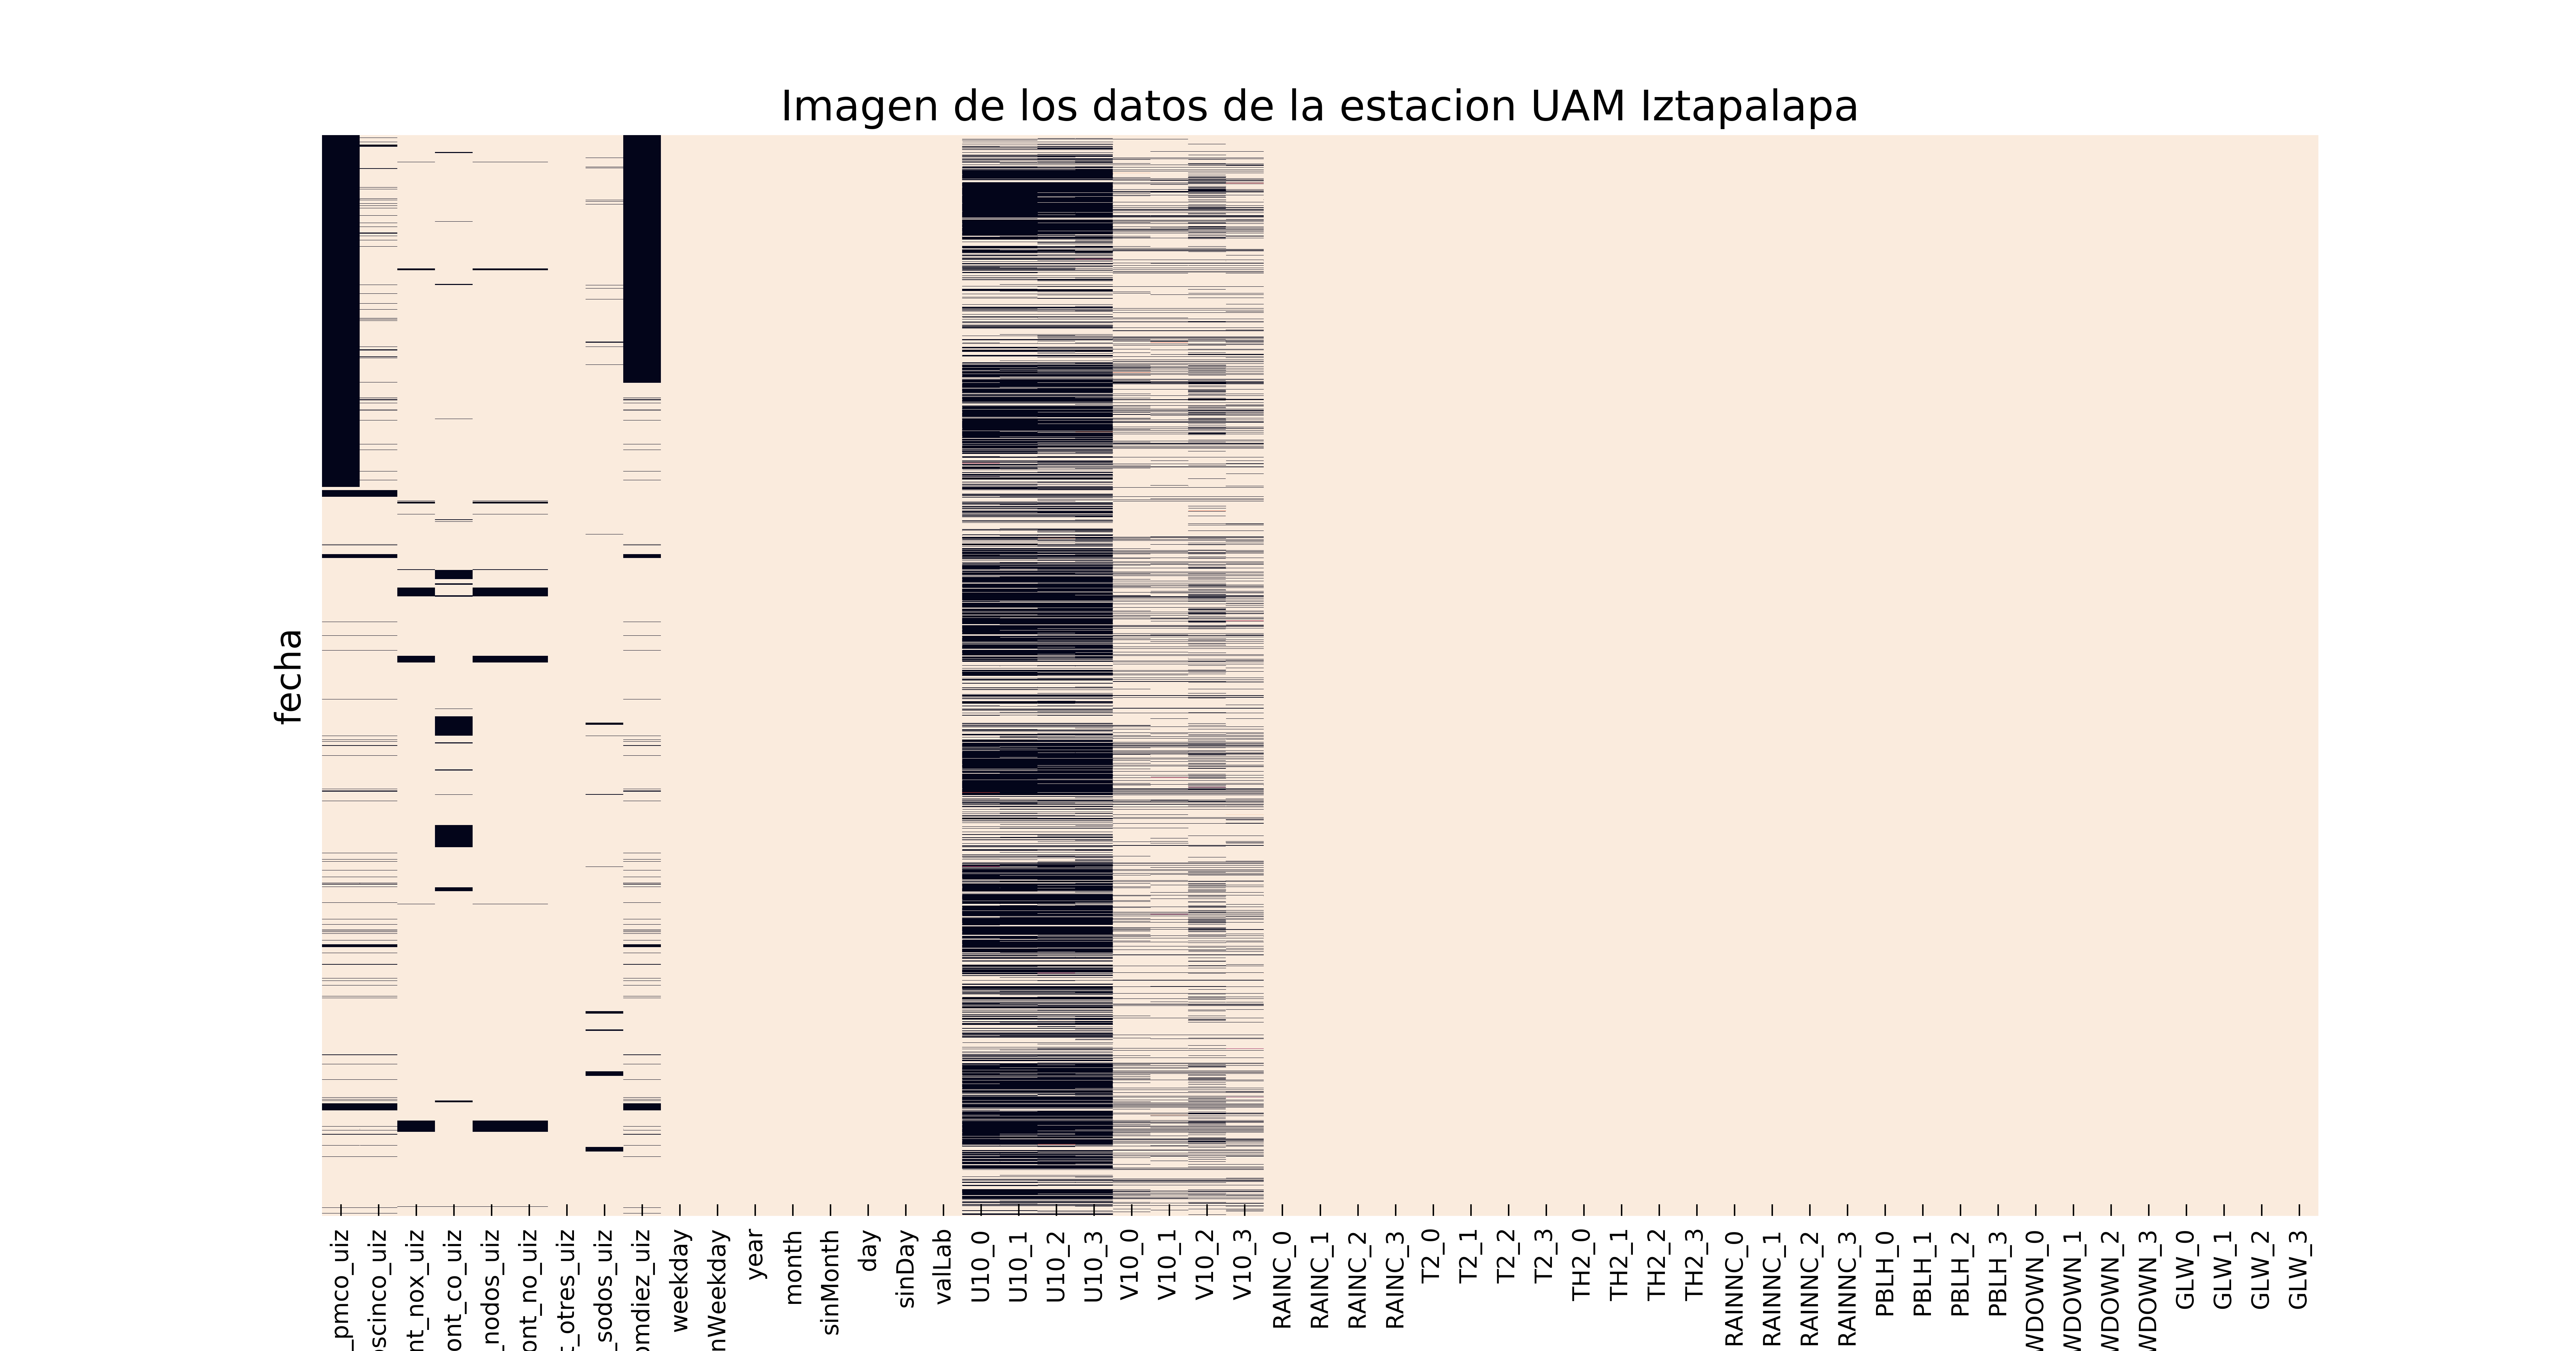 Imagen de los datos de la estacion UAM Iztapalapa
fecha
_pmco_uiz
scinco_uiz
nt_nox_uiz
ont_co_uiz
_nodos_uiz
ont_no_uiz
_otres_uiz
_sodos_uiz
pmdiez_uiz
weekday
nWeekday
year
month
sinMonth
day
sinDay
valLab
U10_0
U10_1
U10_2
U10_3
V10_0
V10_1
V10_2
V10_3
RAINC_0
RAINC_1
RAINC_2
RAINC_3
T2_0
T2_1
T2_2
T2_3
TH2_0
TH2_1
TH2_2
TH2_3
RAINNC_0
RAINNC_1
RAINNC_2
RAINNC_3
PBLH_0
PBLH_1
PBLH_2
PBLH_3
WDOWN_0
WDOWN_1
WDOWN_2
WDOWN_3
GLW_0
GLW_1
GLW_2
GLW_3